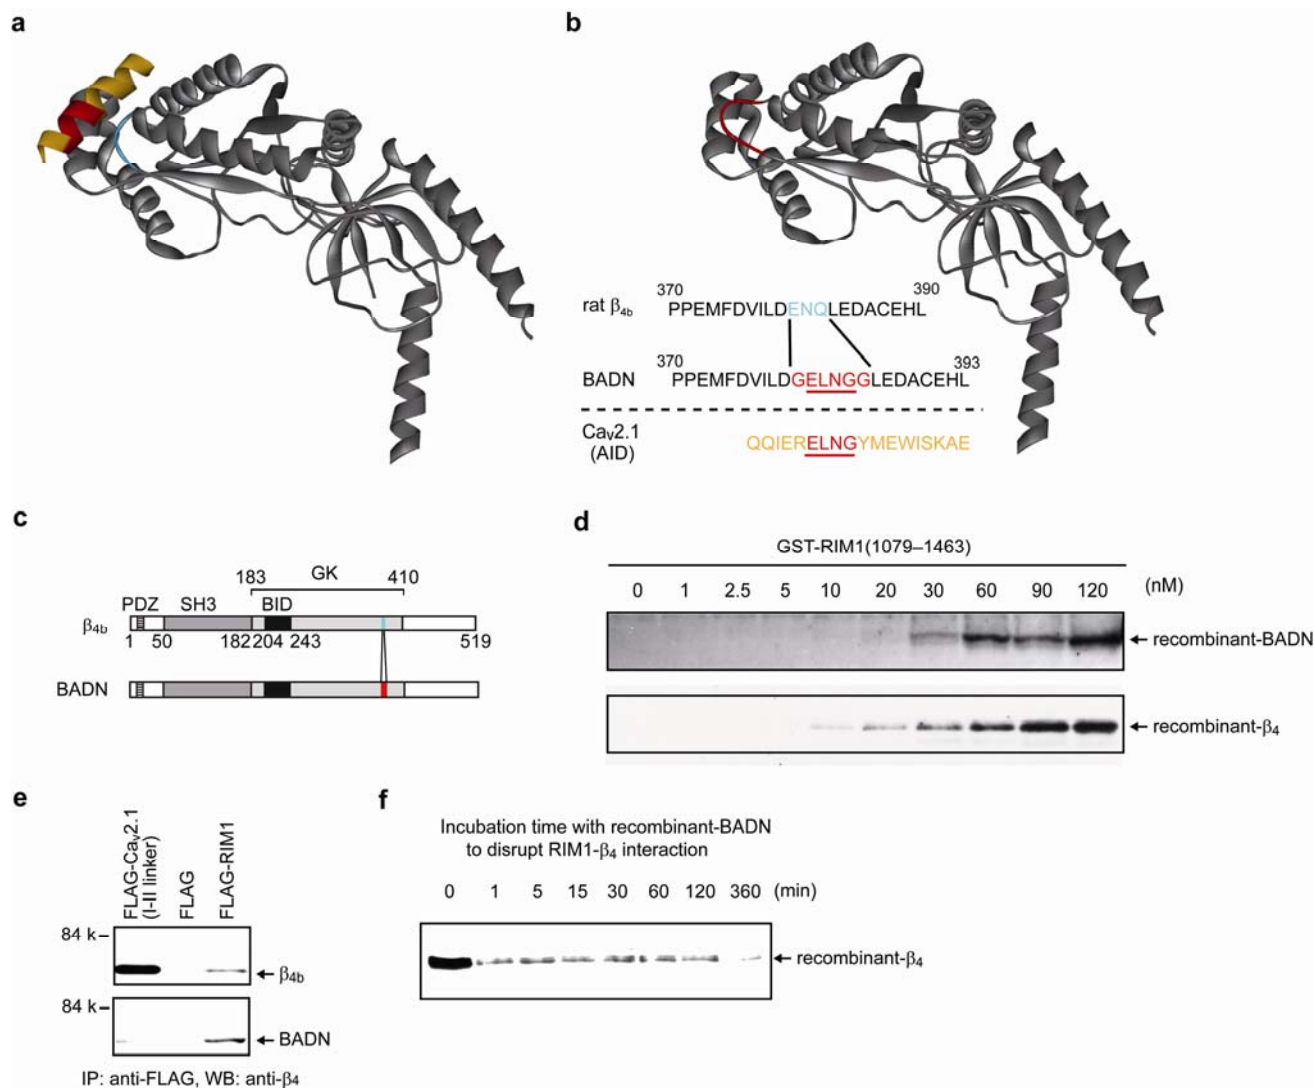 a
b
370 390
rat β4b PPEMFDVILDENQLEDACEHL
370 393
BADN PPEMFDVILDGELNGGLEDACEHL
Cav2.1
(AID)
QQIERELNGYMEWISKAE
c
183 GK 410
PDZ SH3 BID
β4b
1 50 182 204 243 519
BADN
d
GST-RIM1(1079–1463)
0 1 2.5 5 10 20 30 60 90 120 (nM)
recombinant-BADN
recombinant-β4
e
FLAG-Cav2.1
(I-II linker)
FLAG
FLAG-RIM1
84 k
β4b
84 k
BADN
IP: anti-FLAG, WB: anti-β4
f
Incubation time with recombinant-BADN
to disrupt RIM1-β4 interaction
0 1 5 15 30 60 120 360 (min)
recombinant-β4